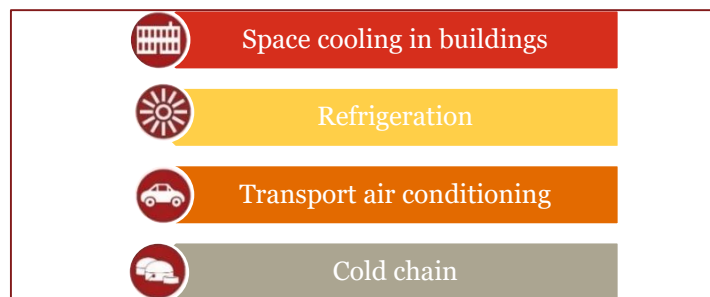 Space cooling in buildings
Refrigeration
Transport air conditioning
Cold chain